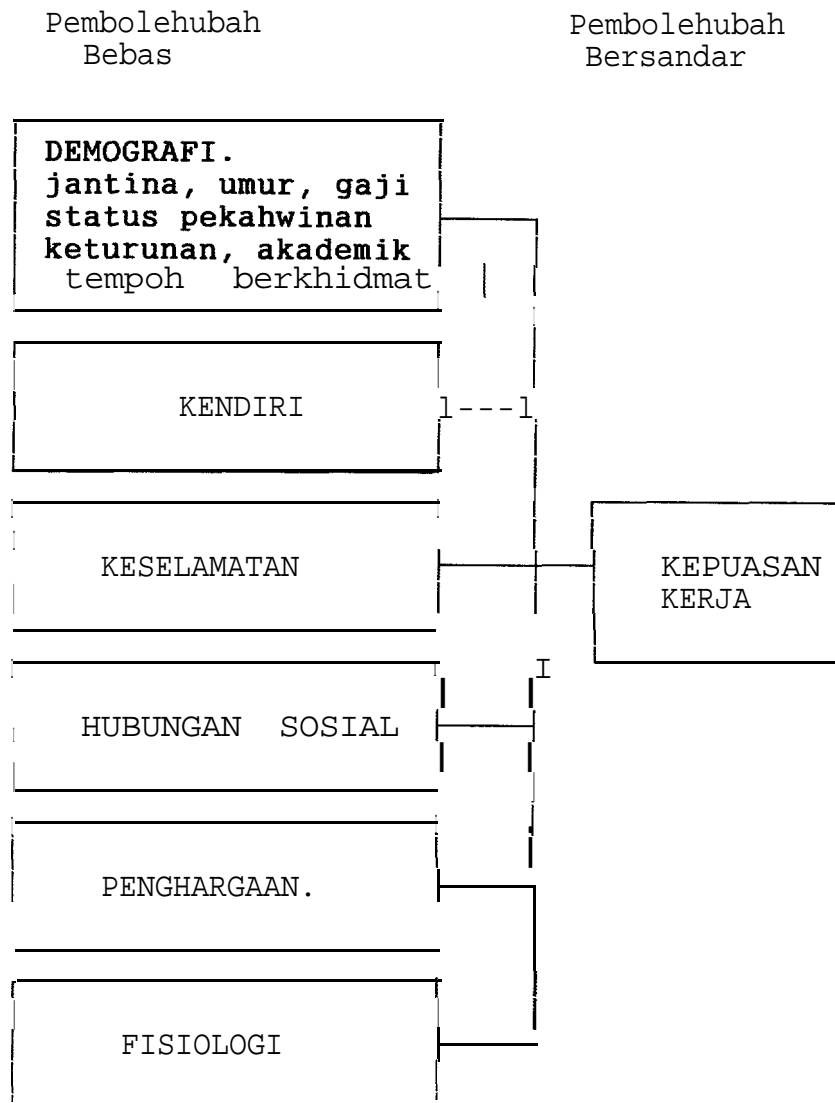 Pembolehubah
Bebas
Pembolehubah
Bersandar
DEMOGRAFI.
jantina, umur, gaji
status pekahwinan
keturunan, akademik
tempoh berkhidmat
KENDIRI
KESELAMATAN
KEPUASAN
KERJA
HUBUNGAN SOSIAL
PENGHARGAAN.
FISIOLOGI